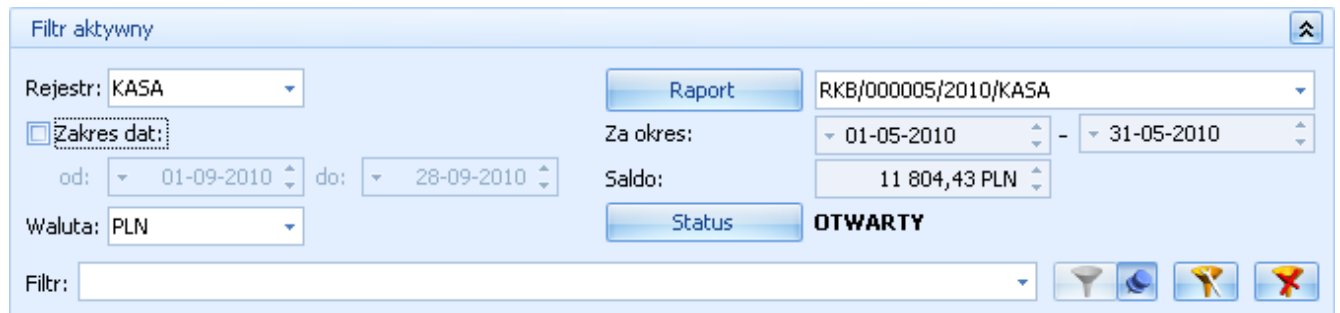 Filtr aktywny
Rejestr: KASA Raport RKB/000005/2010/KASA
Zakres dat: Za okres: 01-05-2010 - 31-05-2010
od: 01-09-2010 do: 28-09-2010 Saldo: 11 804,43 PLN
Waluta: PLN Status OTWARTY
Filtr: